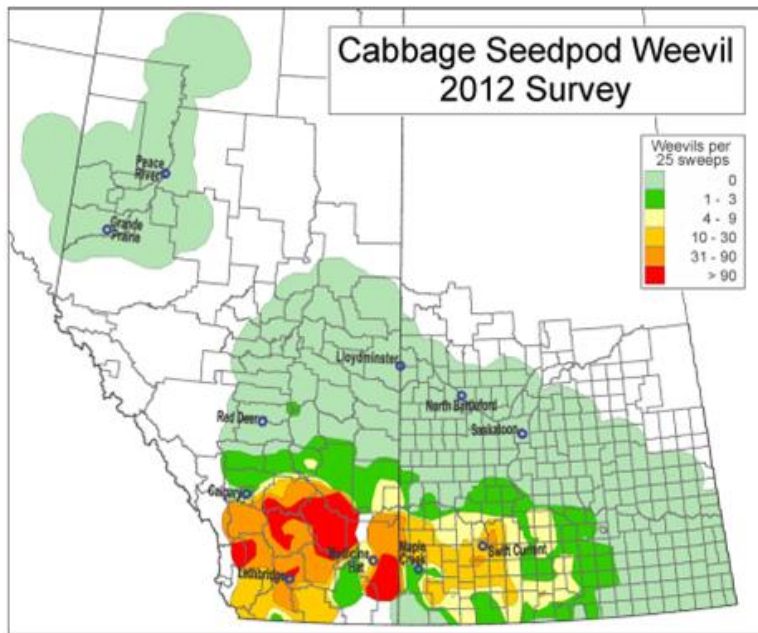 Cabbage Seedpod Weevil
2012 Survey
Weevils per
25 sweeps
0
1 - 3
4 - 9
10 - 30
31 - 90
> 90
Peace
River
Grande
Prairie
Lloydminster
North Battleford
Red Deer
Saskatoon
Calgary
Medicine
Hat
Maple
Creek
Swift Current
Lethbridge